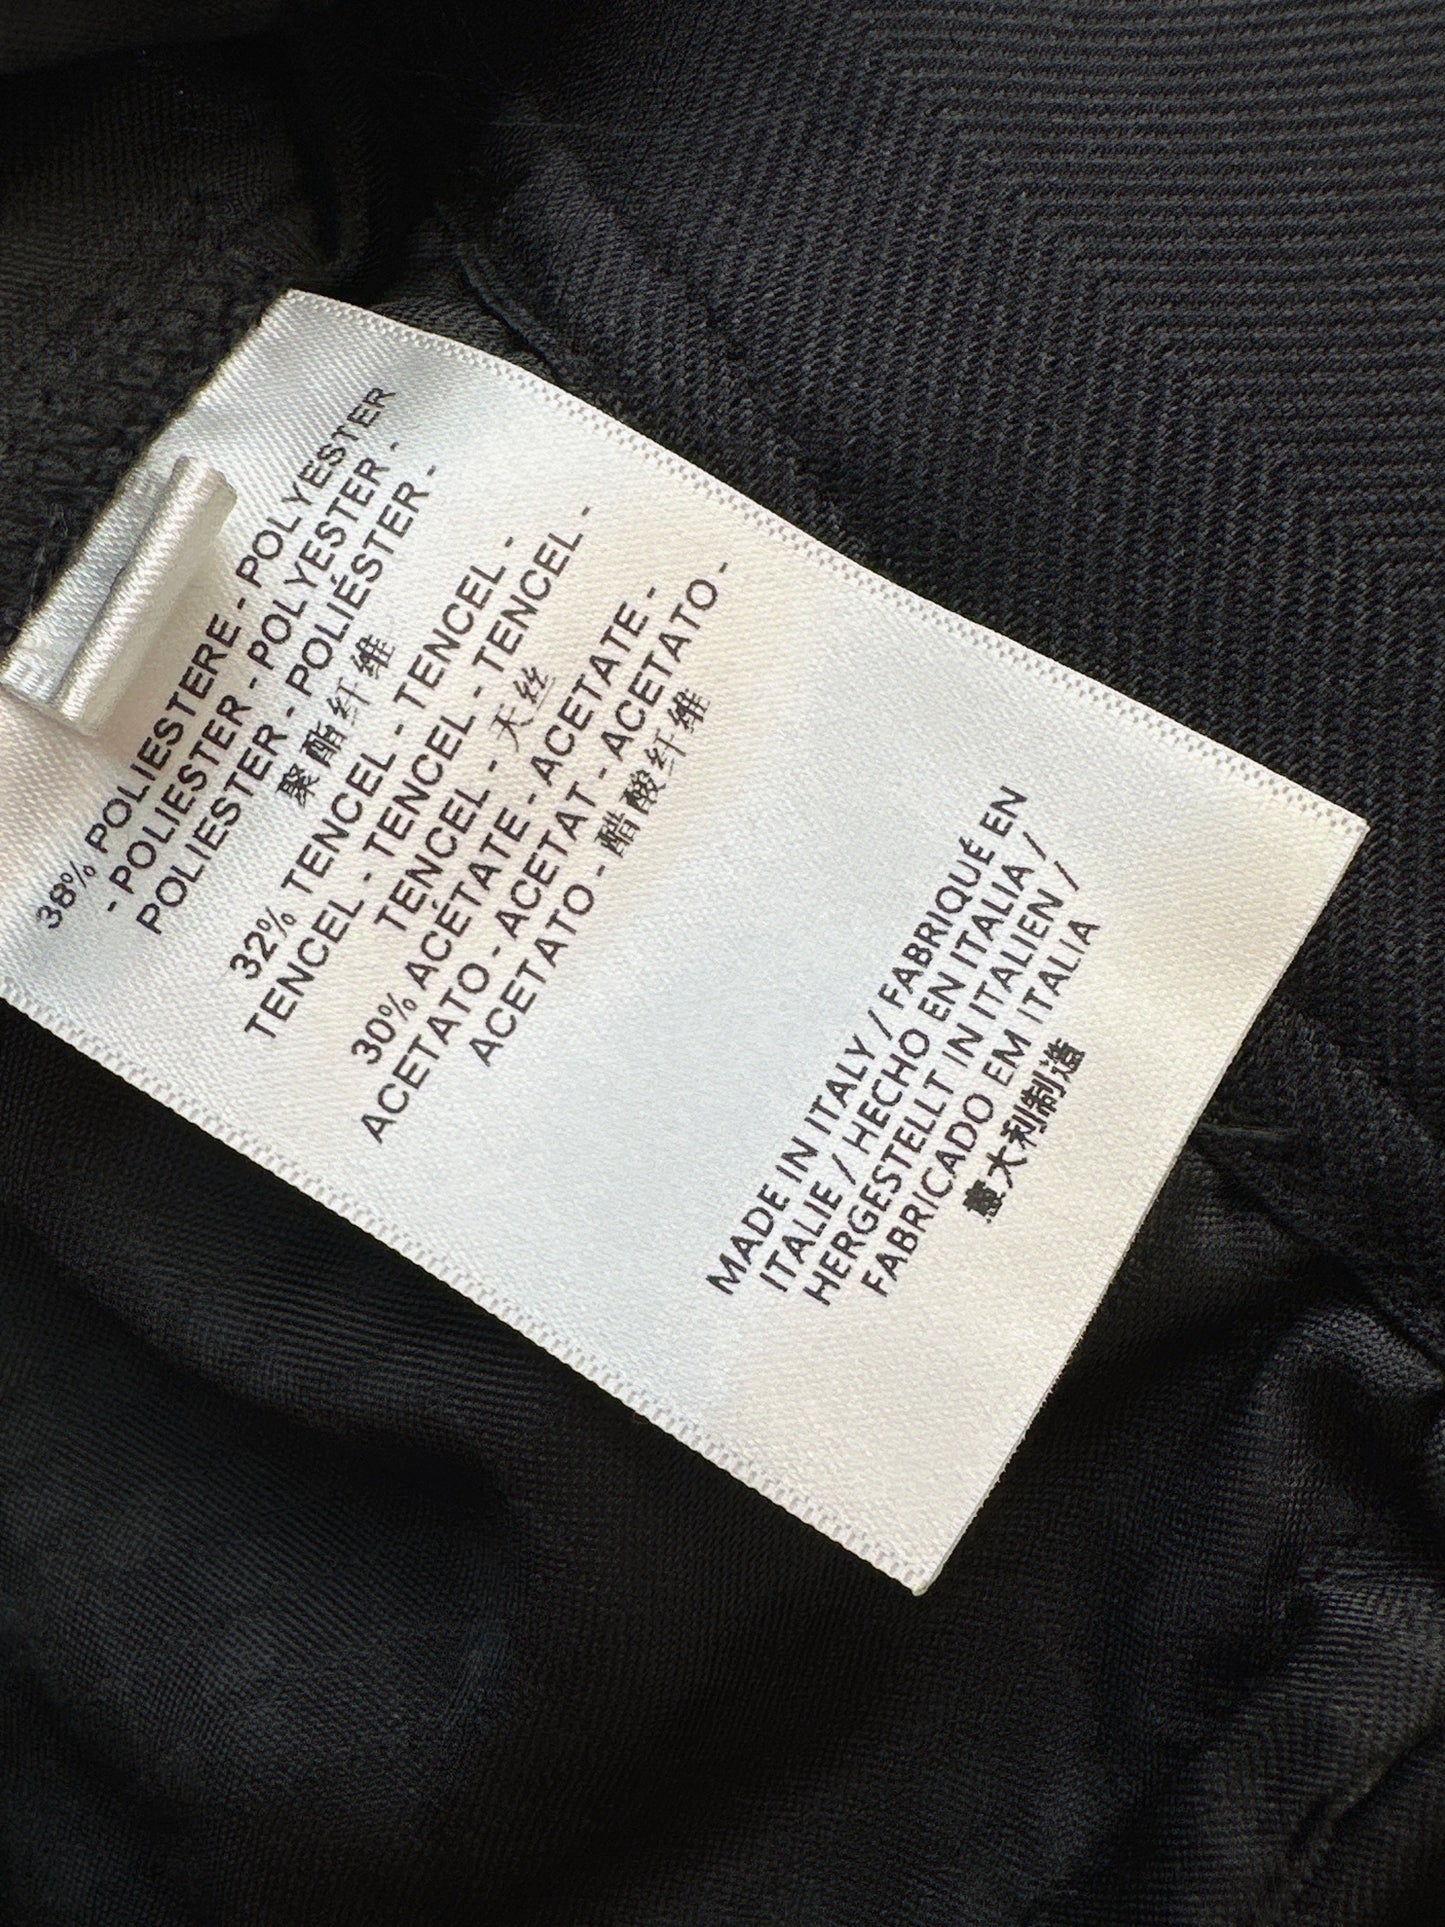 38% POLIESTERE - POLYESTER
- POLIESTER - POLYESTER -
POLIESTER - POLIÉSTER -
聚酯纤维
32% TENCEL - TENCEL -
TENCEL - TENCEL - TENCEL -
TENCEL - 天丝
30% ACÉTATE - ACETATE -
ACETATO - ACETAT - ACETATO -
ACETATO - 醋酸纤维
MADE IN ITALY / FABRIQUÉ EN
ITALIE / HECHO EN ITALIA /
HERGESTELLT IN ITALIEN /
FABRICADO EM ITALIA
意大利制造